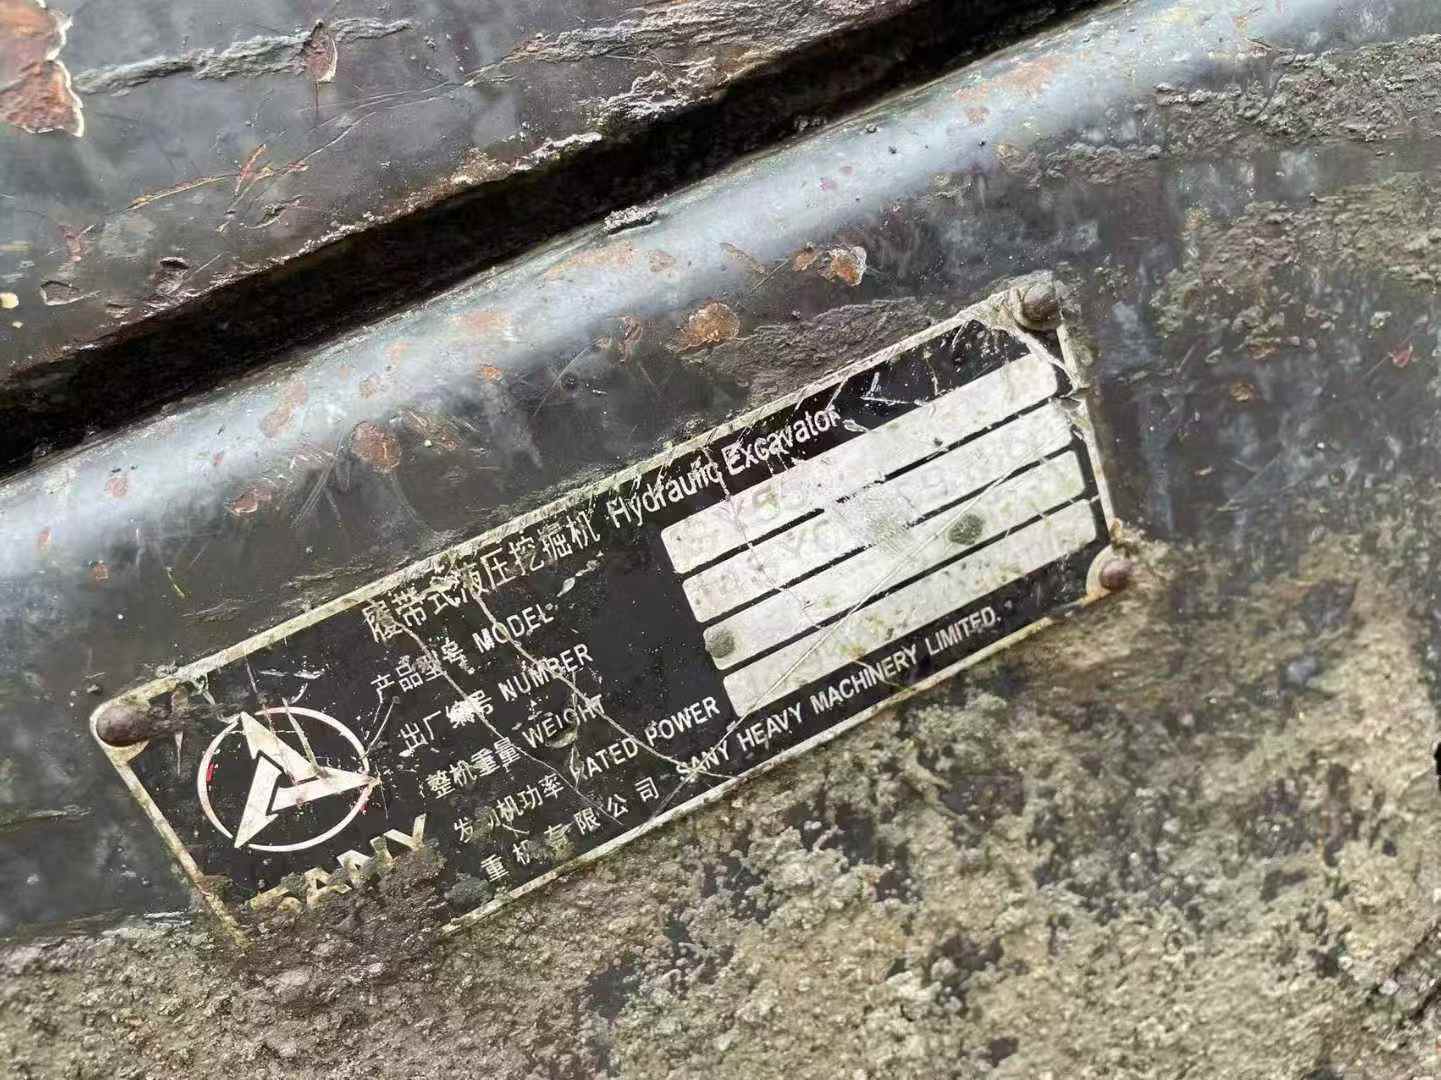 履带式液压挖掘机 Hydraulic Excavator
产品型号 MODEL
出厂编号 NUMBER
整机重量 WEIGHT
发动机功率 RATED POWER
重机有限公司 SANY HEAVY MACHINERY LIMITED.
SANY